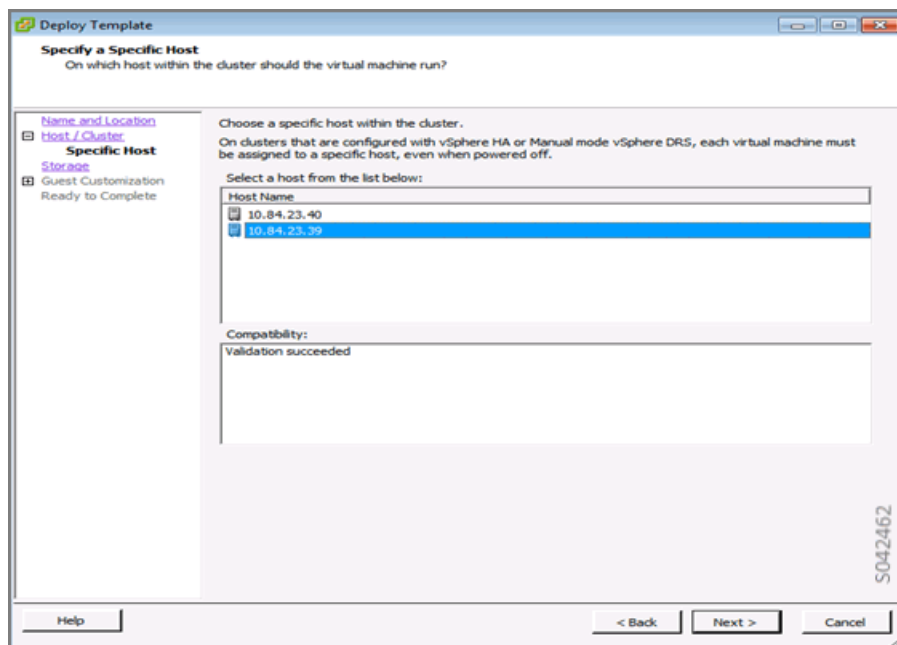 Deploy Template
Specify a Specific Host
On which host within the cluster should the virtual machine run?
Name and Location
Host / Cluster
Specific Host
Storage
Guest Customization
Ready to Complete
Choose a specific host within the cluster.
On clusters that are configured with vSphere HA or Manual mode vSphere DRS, each virtual machine must
be assigned to a specific host, even when powered off.
Select a host from the list below:
Host Name
10.84.23.40
10.84.23.39
Compatibility:
Validation succeeded
S042462
Help
< Back
Next >
Cancel